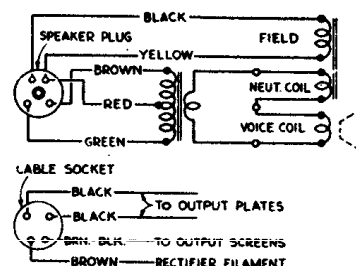 BLACK
SPEAKER PLUG
FIELD
YELLOW
BROWN
NEUT. COIL
RED
VOICE COIL
GREEN
CABLE SOCKET
BLACK
TO OUTPUT PLATES
BLACK
BRN. BLK. TO OUTPUT SCREENS
BROWN RECTIFIER FILAMENT